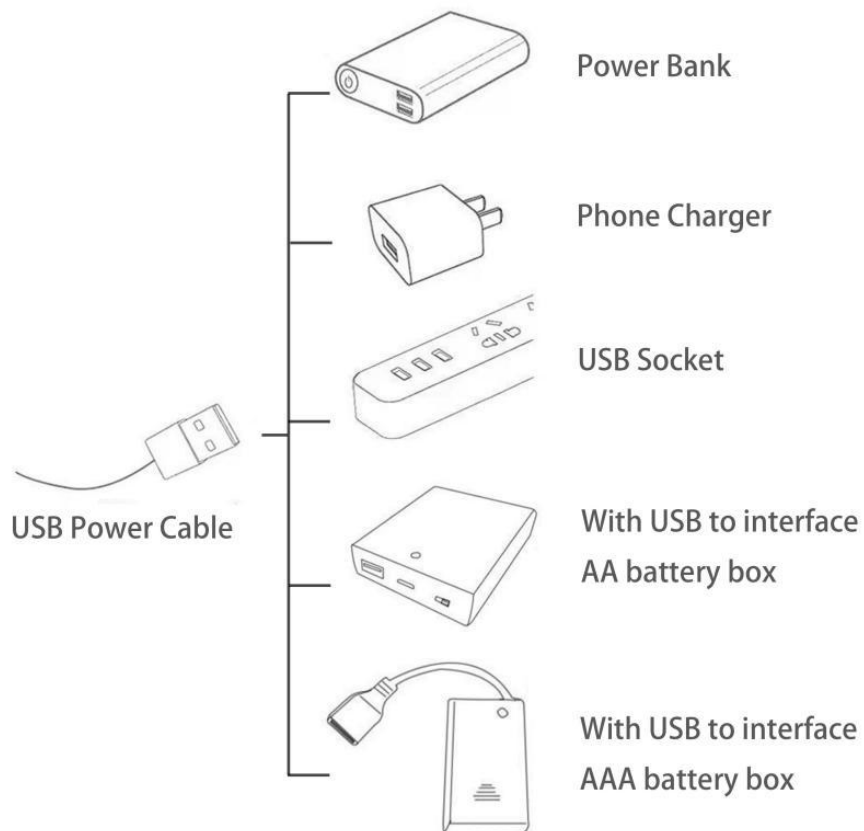 Power Bank
Phone Charger
USB Socket
USB Power Cable
With USB to interface
AA battery box
With USB to interface
AAA battery box